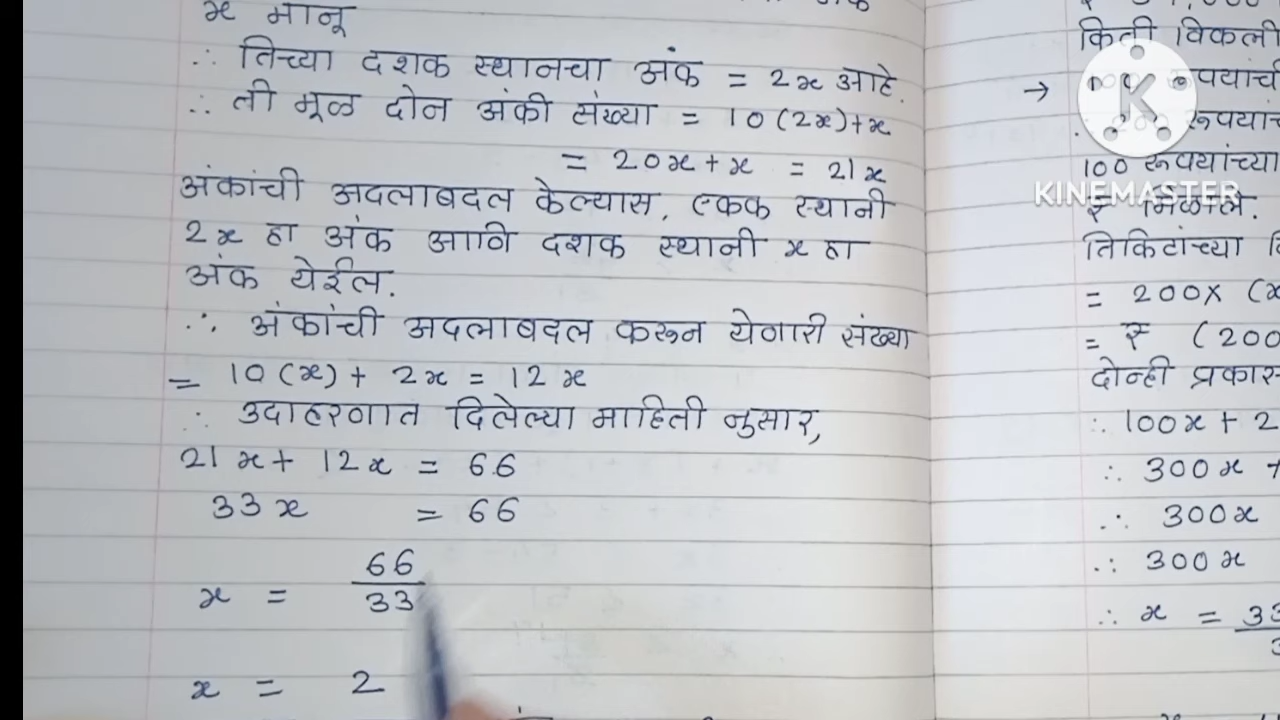 x मानू
∴ तिच्या दशक स्थानचा अंक = 2x आहे.
∴ ती मूळ दोन अंकी संख्या = 10(2x)+x
= 20x+x = 21x
अंकांची अदलाबदल केल्यास, एकक स्थानी
2x हा अंक आणि दशक स्थानी x हा
अंक येईल.
∴ अंकांची अदलाबदल करून येणारी संख्या
= 10(x)+ 2x = 12x
∴ उदाहरणात दिलेल्या माहिती नुसार,
21x+ 12x = 66
33x = 66
x = 66/33
x = 2
किती विकली
→
रूपयांच
100 रूपयांच्या
₹ मिळाले.
तिकिटांच्या
= 200X (x
= ₹ (200
दोन्ही प्रकार
∴ 100x + 2
∴ 300x +
∴ 300x
∴ 300x
∴ x = 33
KINEMASTER